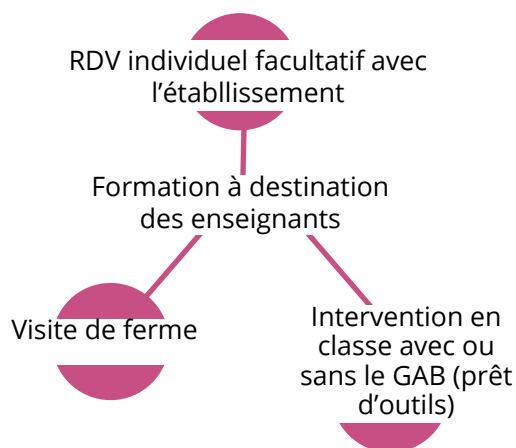 RDV individuel facultatif avec
l'établlissement
Formation à destination
des enseignants
Visite de ferme
Intervention en
classe avec ou
sans le GAB (prêt
d'outils)